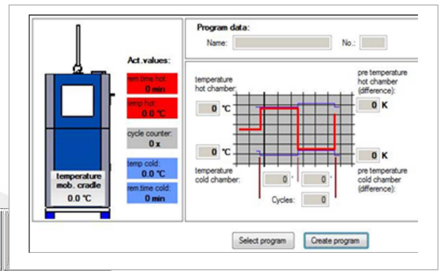 Program data:
Name:
No.:
Act.values:
rem.time hot:
0 min
temp hot:
0.0 °C
cycle counter:
0 x
temp cold:
0.0 °C
rem.time cold:
0 min
temperature
mob. cradle
0.0 °C
temperature
hot chamber:
0 °C
pre temperature
hot chamber
(difference):
0 K
0 °C
temperature
cold chamber:
0 K
pre temperature
cold chamber
(difference):
0
0
Cycles:
0
Select program
Create program